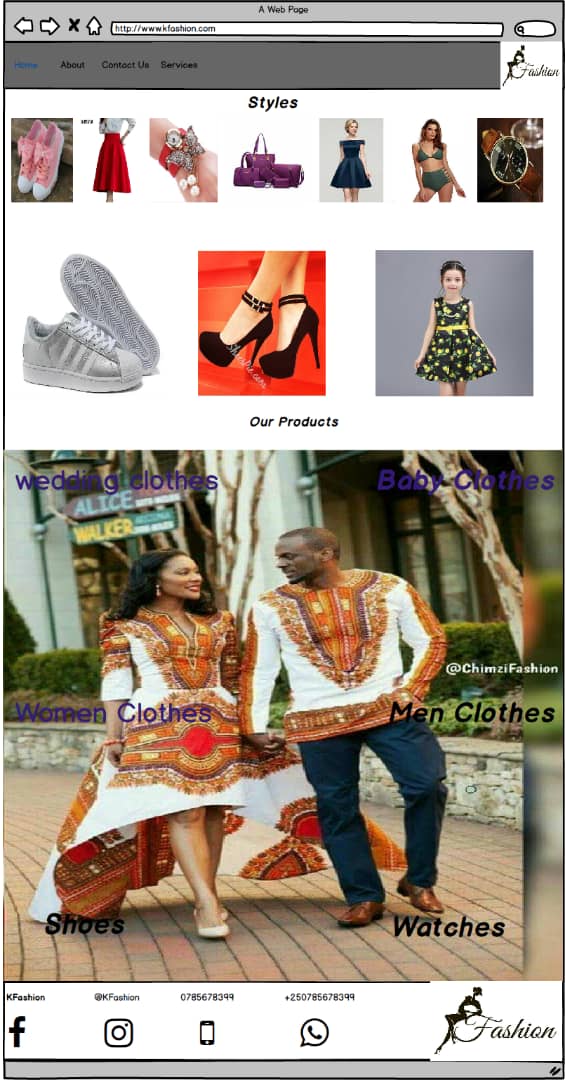 A Web Page
http://www.kfashion.com
Home About Contact Us Services
Fashion
Styles
Our Products
wedding clothes Baby Clothes
ALICE
WALKER
@ChimziFashion
Women Clothes Men Clothes
Shoes Watches
KFashion @KFashion 0785678399 +250785678399
Fashion